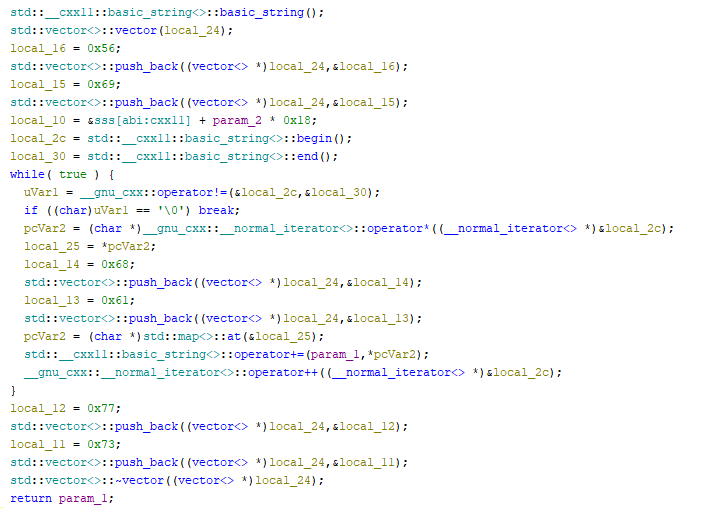 std::__cxx11::basic_string<>::basic_string();
std::vector<>::vector(local_24);
local_16 = 0x56;
std::vector<>::push_back((vector<> *)local_24,&local_16);
local_15 = 0x69;
std::vector<>::push_back((vector<> *)local_24,&local_15);
local_10 = &sss[abi:cxx11] + param_2 * 0x18;
local_2c = std::__cxx11::basic_string<>::begin();
local_30 = std::__cxx11::basic_string<>::end();
while( true ) {
  uVar1 = __gnu_cxx::operator!=(&local_2c,&local_30);
  if ((char)uVar1 == '\0') break;
  pcVar2 = (char *)__gnu_cxx::__normal_iterator<>::operator*((__normal_iterator<> *)&local_2c);
  local_25 = *pcVar2;
  local_14 = 0x68;
  std::vector<>::push_back((vector<> *)local_24,&local_14);
  local_13 = 0x61;
  std::vector<>::push_back((vector<> *)local_24,&local_13);
  pcVar2 = (char *)std::map<>::at(&local_25);
  std::__cxx11::basic_string<>::operator+=(param_1,*pcVar2);
  __gnu_cxx::__normal_iterator<>::operator++((__normal_iterator<> *)&local_2c);
}
local_12 = 0x77;
std::vector<>::push_back((vector<> *)local_24,&local_12);
local_11 = 0x73;
std::vector<>::push_back((vector<> *)local_24,&local_11);
std::vector<>::~vector((vector<> *)local_24);
return param_1;